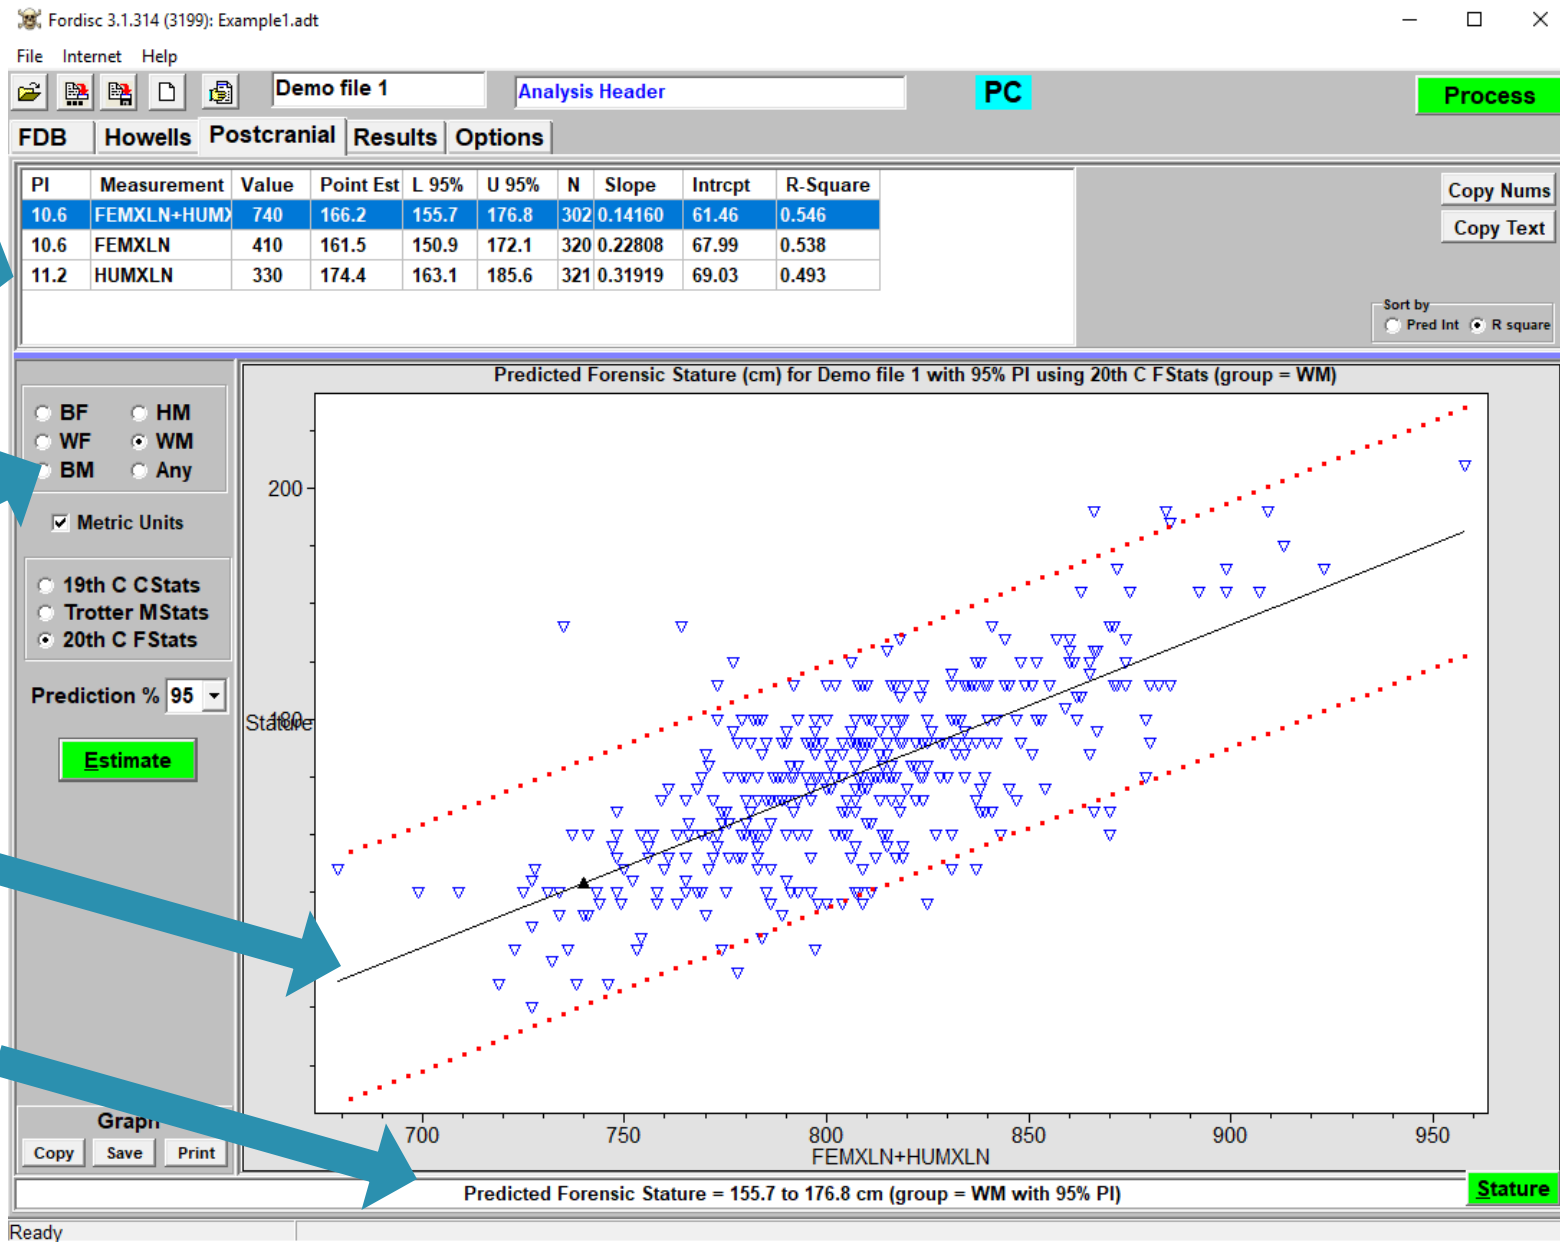 Fordisc 3.1.314 (3199): Example1.adt
File Internet Help
Demo file 1 Analysis Header PC Process
FDB Howells Postcranial Results Options
PI Measurement Value Point Est L 95% U 95% N Slope Intrcpt R-Square
10.6 FEMXLN+HUMX 740 166.2 155.7 176.8 302 0.14160 61.46 0.546
10.6 FEMXLN 410 161.5 150.9 172.1 320 0.22808 67.99 0.538
11.2 HUMXLN 330 174.4 163.1 185.6 321 0.31919 69.03 0.493
Copy Nums
Copy Text
Sort by
Pred Int R square
Predicted Forensic Stature (cm) for Demo file 1 with 95% PI using 20th C FStats (group = WM)
BF HM
WF WM
BM Any
Metric Units
19th C CStats
Trotter MStats
20th C FStats
Prediction % 95
Estimate
200
180
Stature
700 750 800 850 900 950
FEMXLN+HUMXLN
Graph
Copy Save Print
Predicted Forensic Stature = 155.7 to 176.8 cm (group = WM with 95% PI)
Stature
Ready